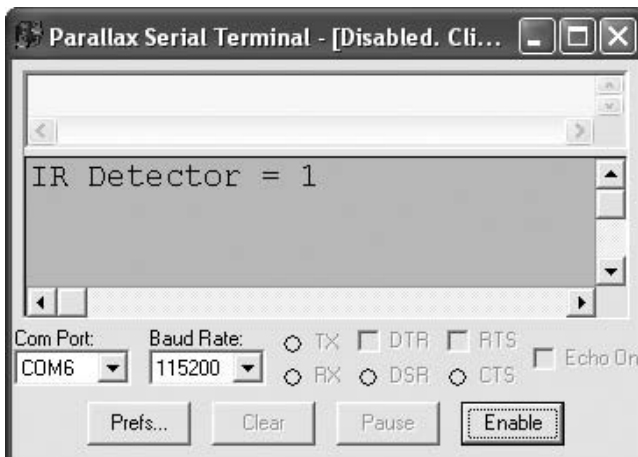 Parallax Serial Terminal - [Disabled. Cli...
IR Detector = 1
Com Port:
Baud Rate:
COM6
115200
TX
DTR
RTS
RX
DSR
CTS
Echo On
Prefs...
Clear
Pause
Enable